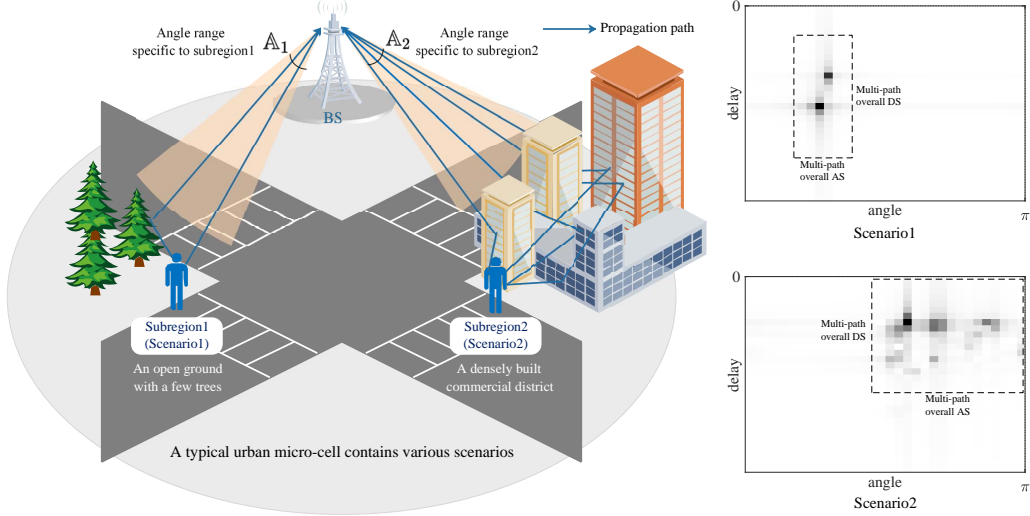 Angle range
specific to subregion1
𝔸1
𝔸2
Angle range
specific to subregion2
Propagation path
BS
Subregion1
(Scenario1)
An open ground
with a few trees
Subregion2
(Scenario2)
A densely built
commercial district
A typical urban micro-cell contains various scenarios
0
delay
Multi-path
overall DS
Multi-path
overall AS
angle
π
Scenario1
0
delay
Multi-path
overall DS
Multi-path
overall AS
angle
π
Scenario2